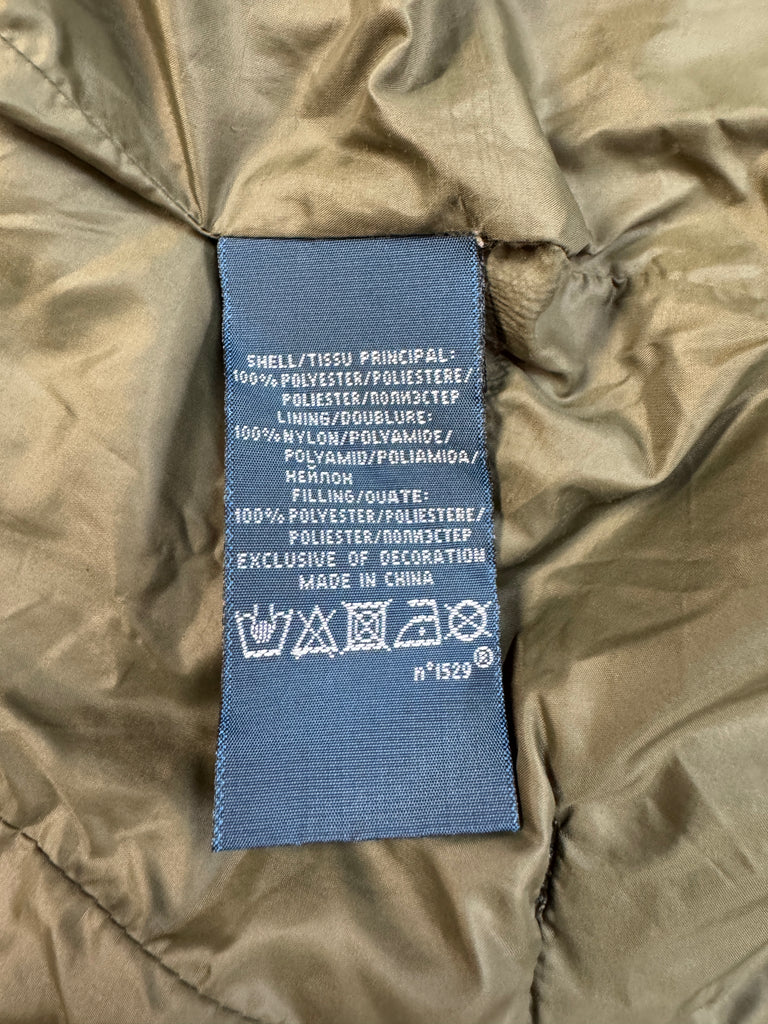 SHELL/TISSU PRINCIPAL:
100% POLYESTER/POLIESTERE/
POLIESTER/ПОЛИЭСТЕР
LINING/DOUBLURE:
100% NYLON/POLYAMIDE/
POLYAMID/POLIAMIDA/
НЕЙЛОН
FILLING/OUATE:
100% POLYESTER/POLIESTERE/
POLIESTER/ПОЛИЭСТЕР
EXCLUSIVE OF DECORATION
MADE IN CHINA
n°1529®